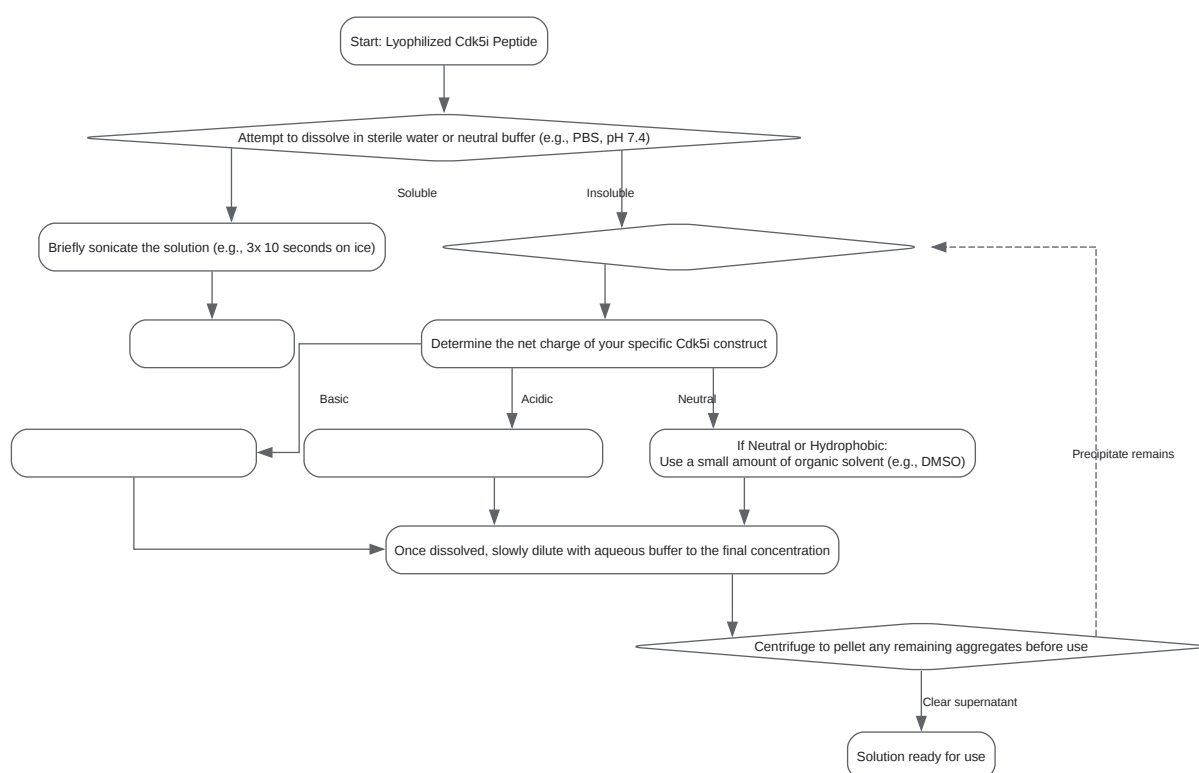 Start: Lyophilized Cdk5i Peptide
Attempt to dissolve in sterile water or neutral buffer (e.g., PBS, pH 7.4)
Soluble
Insoluble
Briefly sonicate the solution (e.g., 3x 10 seconds on ice)
Determine the net charge of your specific Cdk5i construct
Basic
Acidic
Neutral
If Neutral or Hydrophobic:
Use a small amount of organic solvent (e.g., DMSO)
Precipitate remains
Once dissolved, slowly dilute with aqueous buffer to the final concentration
Centrifuge to pellet any remaining aggregates before use
Clear supernatant
Solution ready for use